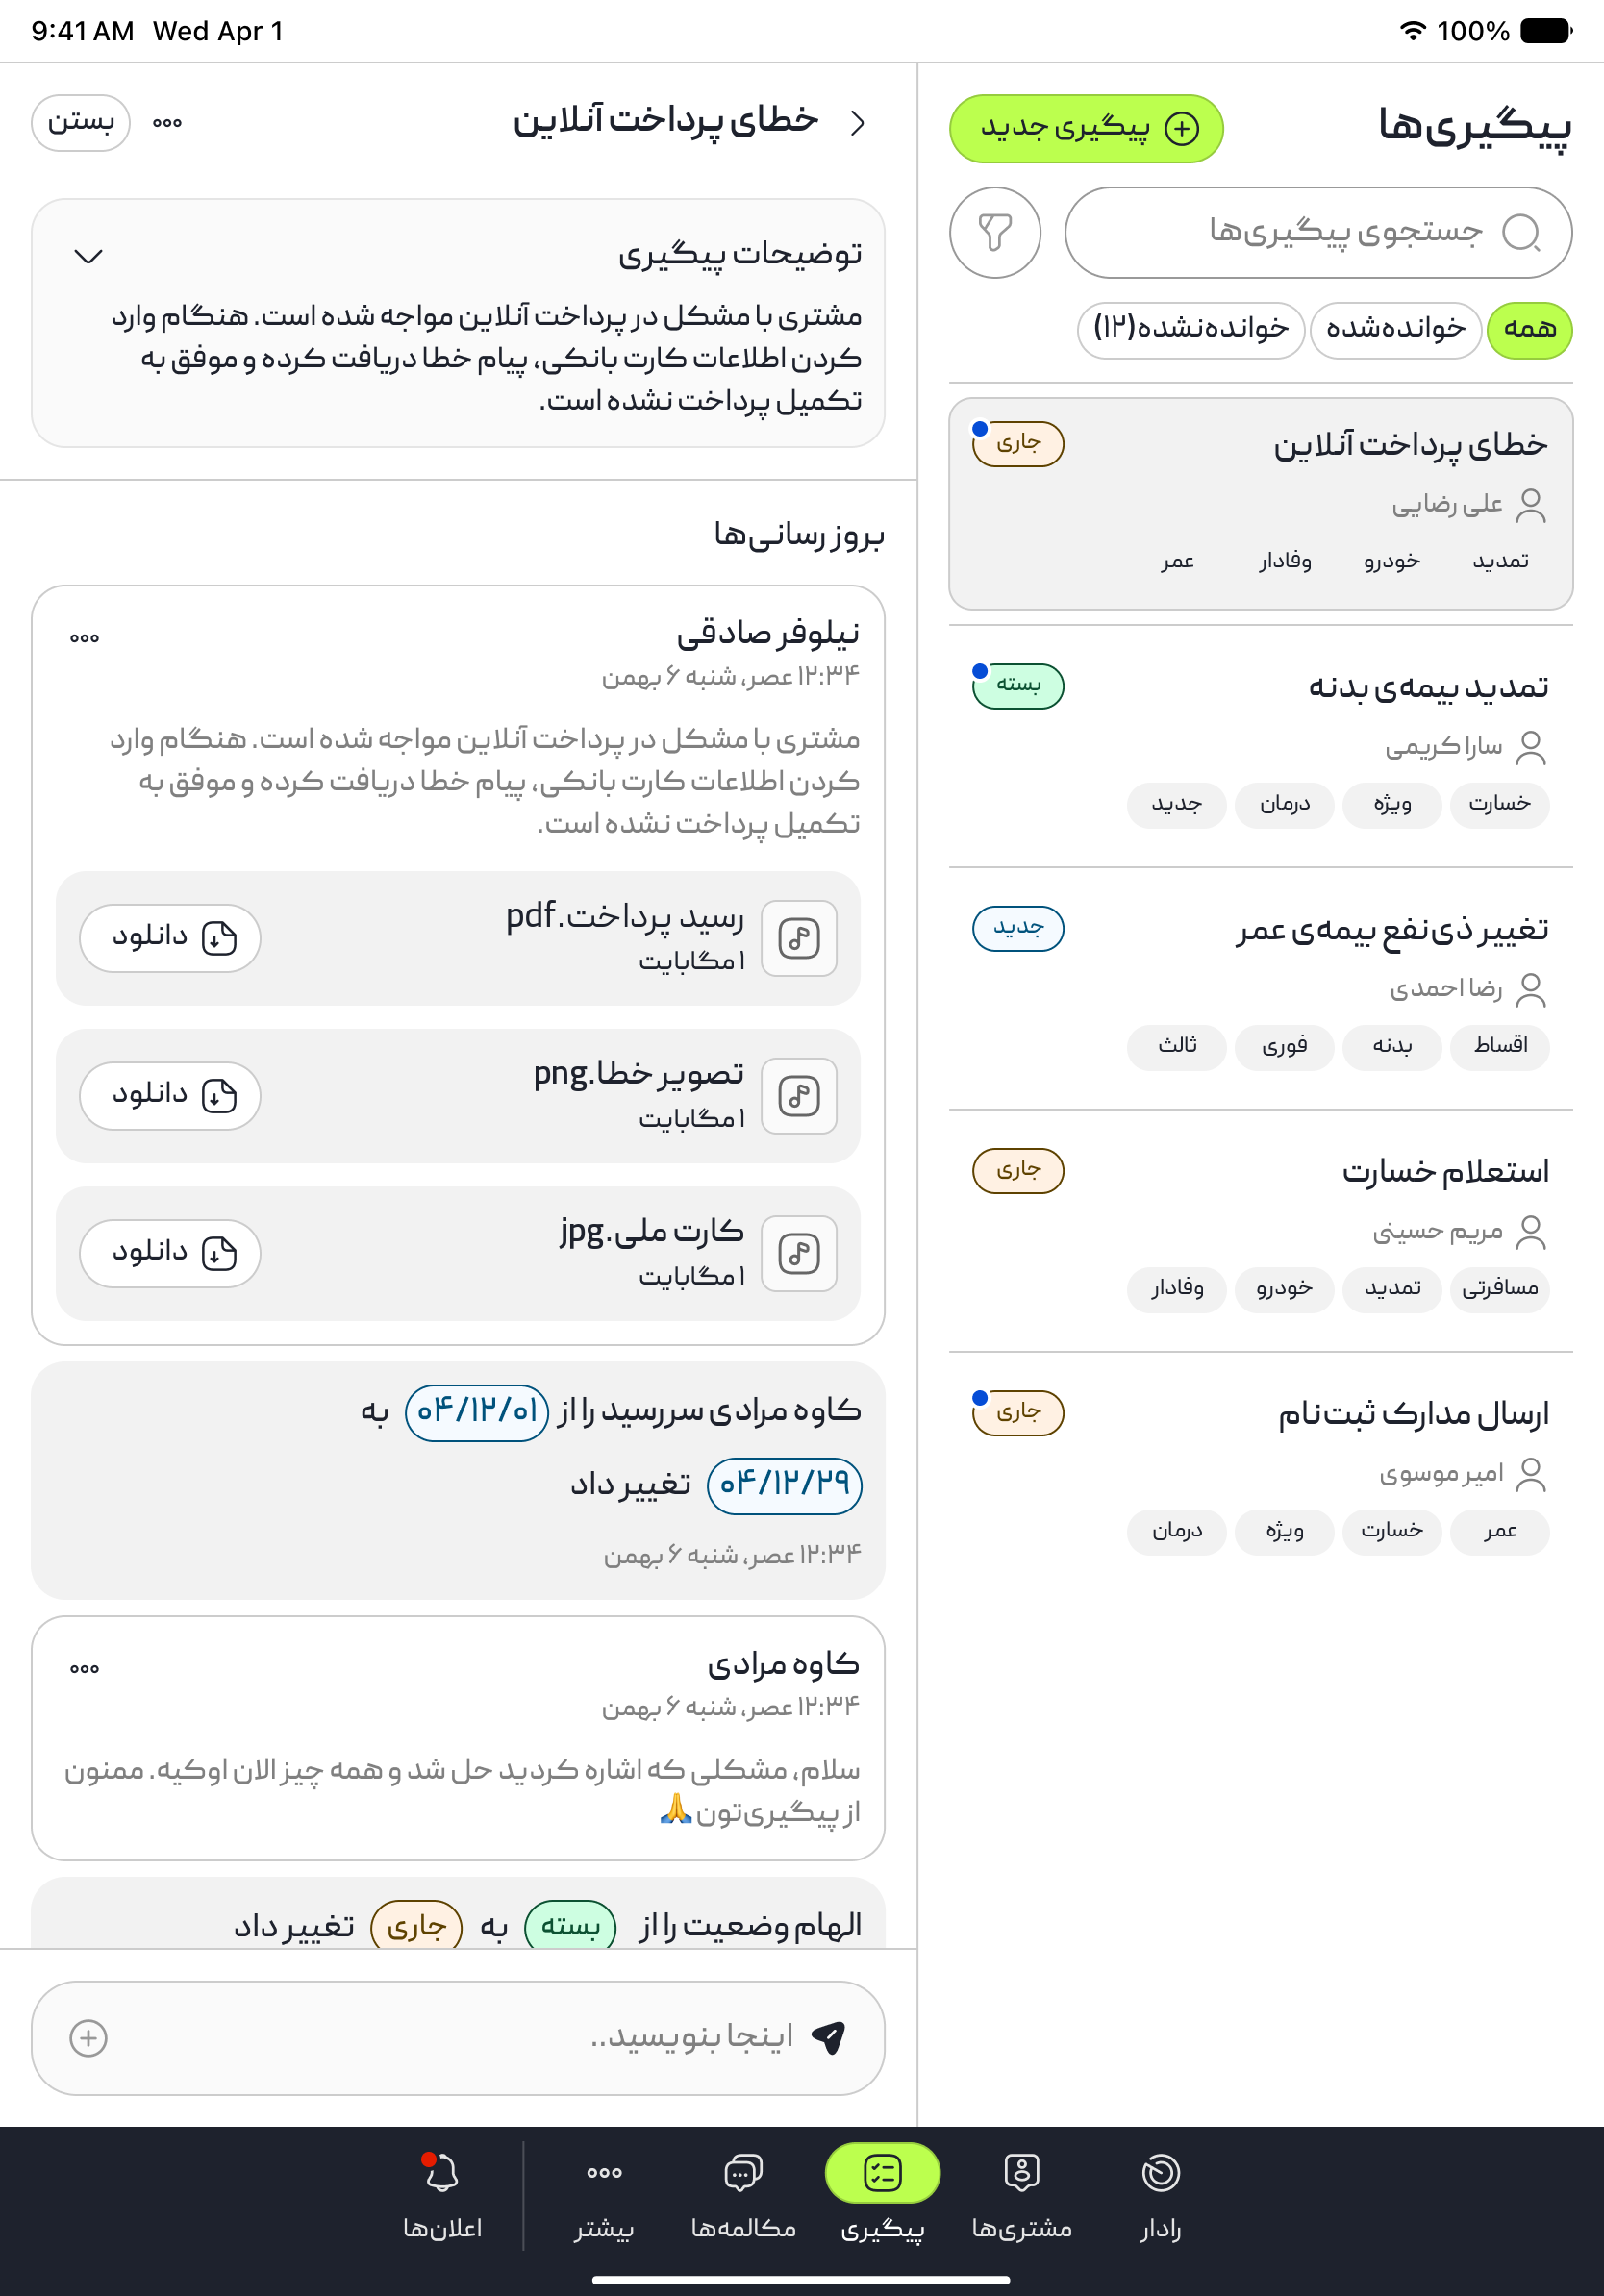 9:41 AM Wed Apr 1
100%
پیگیری‌ها
پیگیری جدید
جستجوی پیگیری‌ها
همه
خوانده‌شده
خوانده‌نشده(۱۲)
خطای پرداخت آنلاین
جاری
علی رضایی
تمدید
خودرو
وفادار
عمر
تمدید بیمه‌ی بدنه
بسته
سارا کریمی
خسارت
ویژه
درمان
جدید
تغییر ذی‌نفع بیمه‌ی عمر
جدید
رضا احمدی
اقساط
بدنه
فوری
ثالث
استعلام خسارت
جاری
مریم حسینی
مسافرتی
تمدید
خودرو
وفادار
ارسال مدارک ثبت‌نام
جاری
امیر موسوی
عمر
خسارت
ویژه
درمان
خطای پرداخت آنلاین
بستن
توضیحات پیگیری
مشتری با مشکل در پرداخت آنلاین مواجه شده است. هنگام وارد
کردن اطلاعات کارت بانکی، پیام خطا دریافت کرده و موفق به
تکمیل پرداخت نشده است.
بروز رسانی‌ها
نیلوفر صادقی
۱۲:۳۴ عصر، شنبه ۶ بهمن
مشتری با مشکل در پرداخت آنلاین مواجه شده است. هنگام وارد
کردن اطلاعات کارت بانکی، پیام خطا دریافت کرده و موفق به
تکمیل پرداخت نشده است.
رسید پرداخت.pdf
۱ مگابایت
دانلود
تصویر خطا.png
۱ مگابایت
دانلود
کارت ملی.jpg
۱ مگابایت
دانلود
کاوه مرادی سررسید را از ۰۴/۱۲/۰۱ به
۰۴/۱۲/۲۹ تغییر داد
۱۲:۳۴ عصر، شنبه ۶ بهمن
کاوه مرادی
۱۲:۳۴ عصر، شنبه ۶ بهمن
سلام، مشکلی که اشاره کردید حل شد و همه چیز الان اوکیه. ممنون
از پیگیری‌تون🙏
الهام وضعیت را از بسته به جاری تغییر داد
اینجا بنویسید..
رادار
مشتری‌ها
پیگیری
مکالمه‌ها
بیشتر
اعلان‌ها